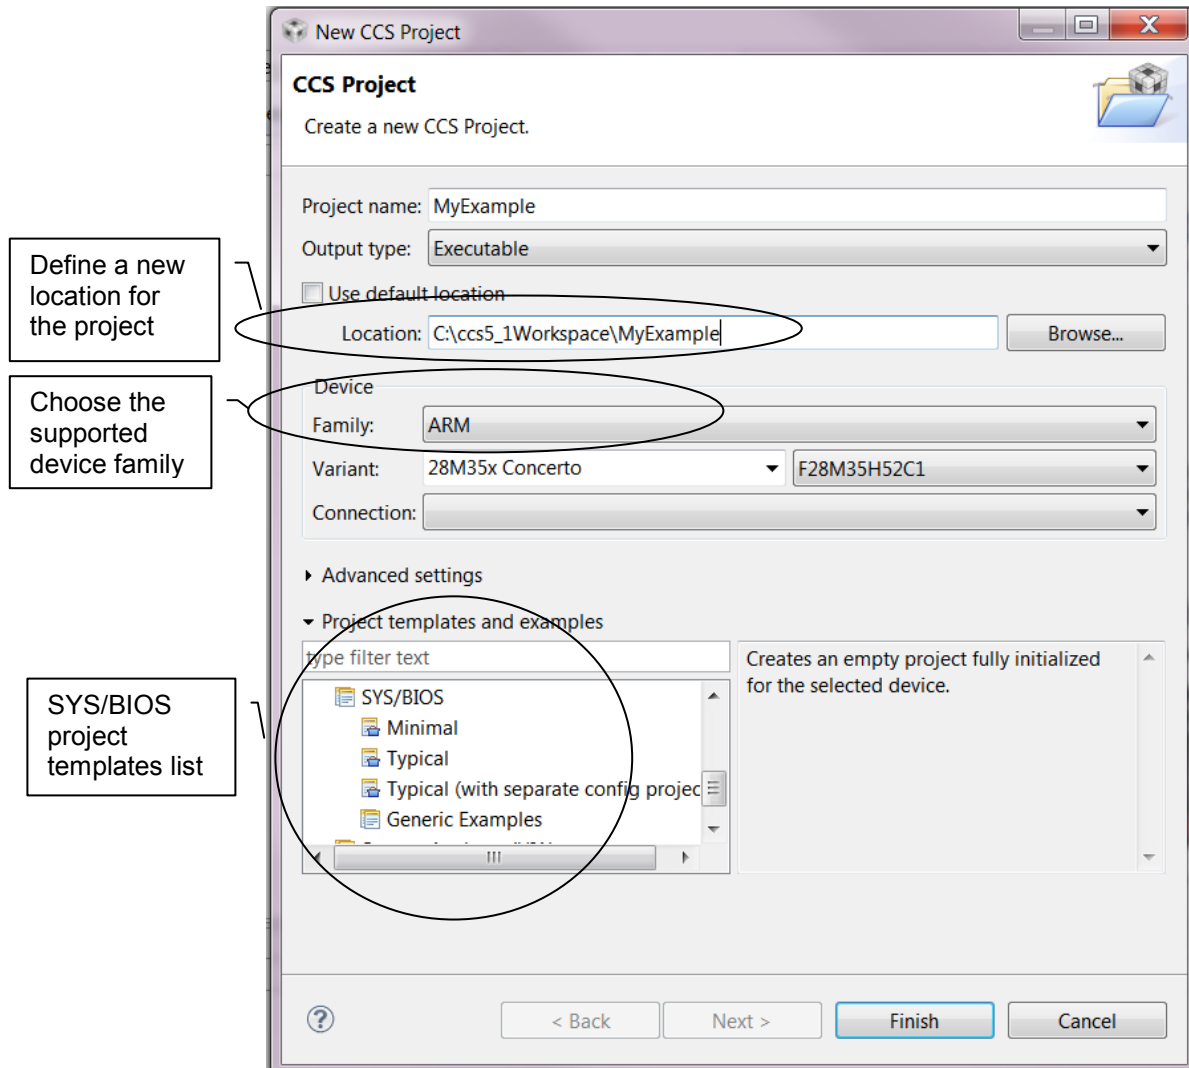 New CCS Project
CCS Project
Create a new CCS Project.
Project name: MyExample
Output type: Executable
Define a new
location for
the project
Use default location
Location: C:\ccs5_1Workspace\MyExample Browse...
Choose the
supported
device family
Device
Family: ARM
Variant: 28M35x Concerto F28M35H52C1
Connection:
Advanced settings
Project templates and examples
type filter text
SYS/BIOS
project
templates list
SYS/BIOS
Minimal
Typical
Typical (with separate config projec
Generic Examples
Creates an empty project fully initialized
for the selected device.
< Back Next > Finish Cancel